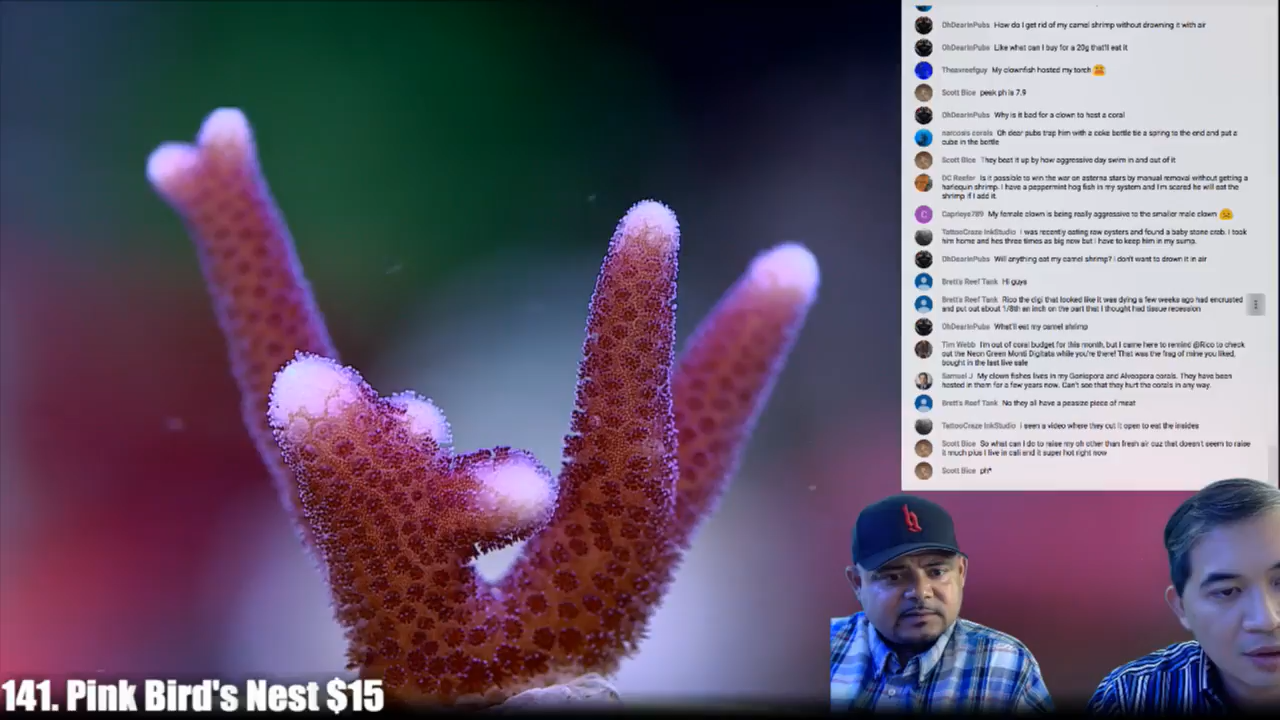 OhDearInPubs How do I get rid of my camel shrimp without drowning it with air
OhDearInPubs Like what can I buy for a 20g that'll eat it
Theavreefguy My clownfish hosted my torch
Scott Bice peek ph is 7.9
OhDearInPubs Why is it bad for a clown to host a coral
narcosis corals Oh dear pubs trap him with a coke bottle tie a spring to the end and put a
cube in the bottle
Scott Bice They beat it up by how aggressive day swim in and out of it
DC Reefer Is it possible to win the war on asterna stars by manual removal without getting a
harlequin shrimp. I have a peppermint hog fish in my system and I'm scared he will eat the
shrimp if I add it.
C Caprieye789 My female clown is being really aggressive to the smaller male clown
TattooCraze InkStudio I was recently eating raw oysters and found a baby stone crab. I took
him home and hes three times as big now but I have to keep him in my sump.
OhDearInPubs Will anything eat my camel shrimp? I don't want to drown it in air
Brett's Reef Tank Hi guys
Brett's Reef Tank Rico the digi that looked like it was dying a few weeks ago had encrusted
and put out about 1/8th an inch on the part that I thought had tissue recession
OhDearInPubs What'll eat my camel shrimp
Tim Webb I'm out of coral budget for this month, but I came here to remind @Rico to check
out the Neon Green Monti Digitata while you're there! That was the frag of mine you liked,
bought in the last live sale
Samuel J My clown fishes lives in my Goniopora and Alveopora corals. They have been
hosted in them for a few years now. Can't see that they hurt the corals in any way.
Brett's Reef Tank No they all have a peasize piece of meat
TattooCraze InkStudio I seen a video where they cut it open to eat the insides
Scott Bice So what can I do to raise my oh other than fresh air cuz that doesn't seem to raise
it much plus I live in cali and it super hot right now
Scott Bice ph*
h
141. Pink Bird's Nest $15